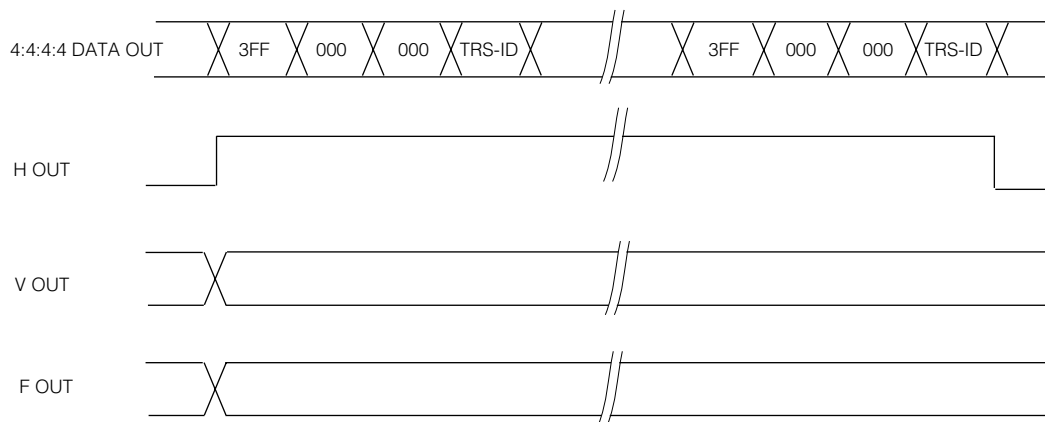 4:4:4:4 DATA OUT 3FF 000 000 TRS-ID 3FF 000 000 TRS-ID
H OUT
V OUT
F OUT